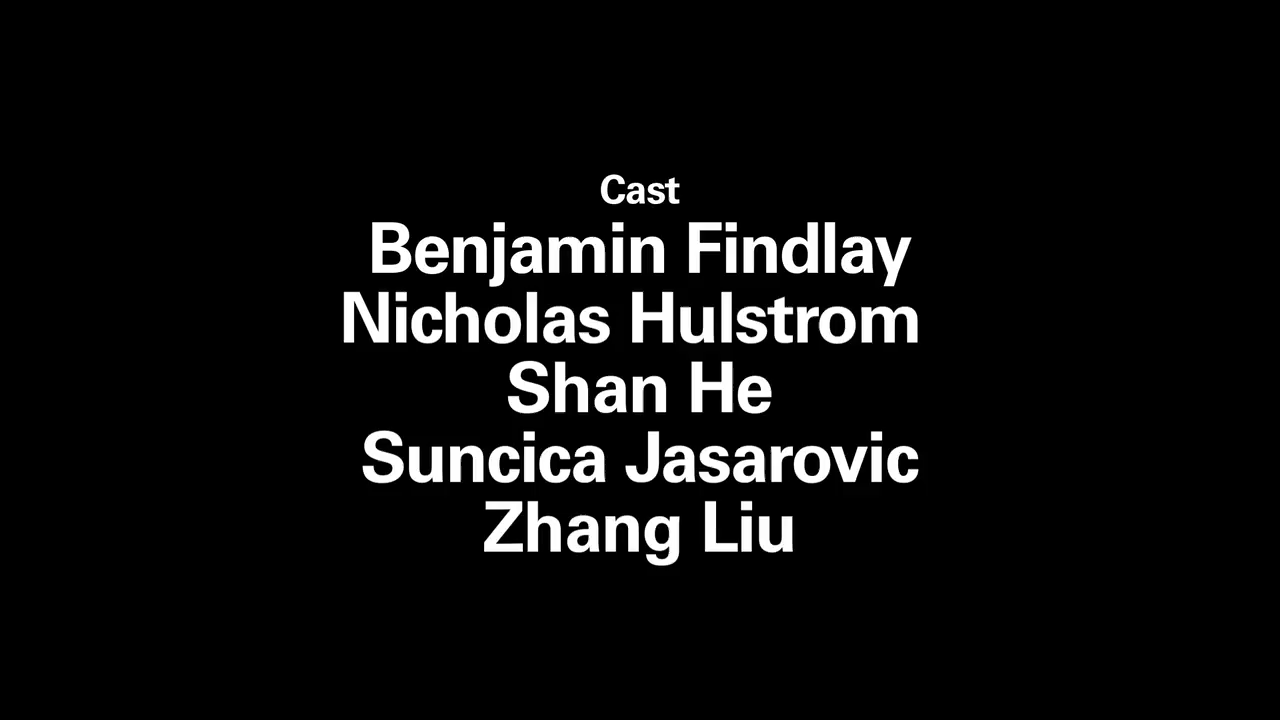 Cast
Benjamin Findlay
Nicholas Hulstrom
Shan He
Suncica Jasarovic
Zhang Liu